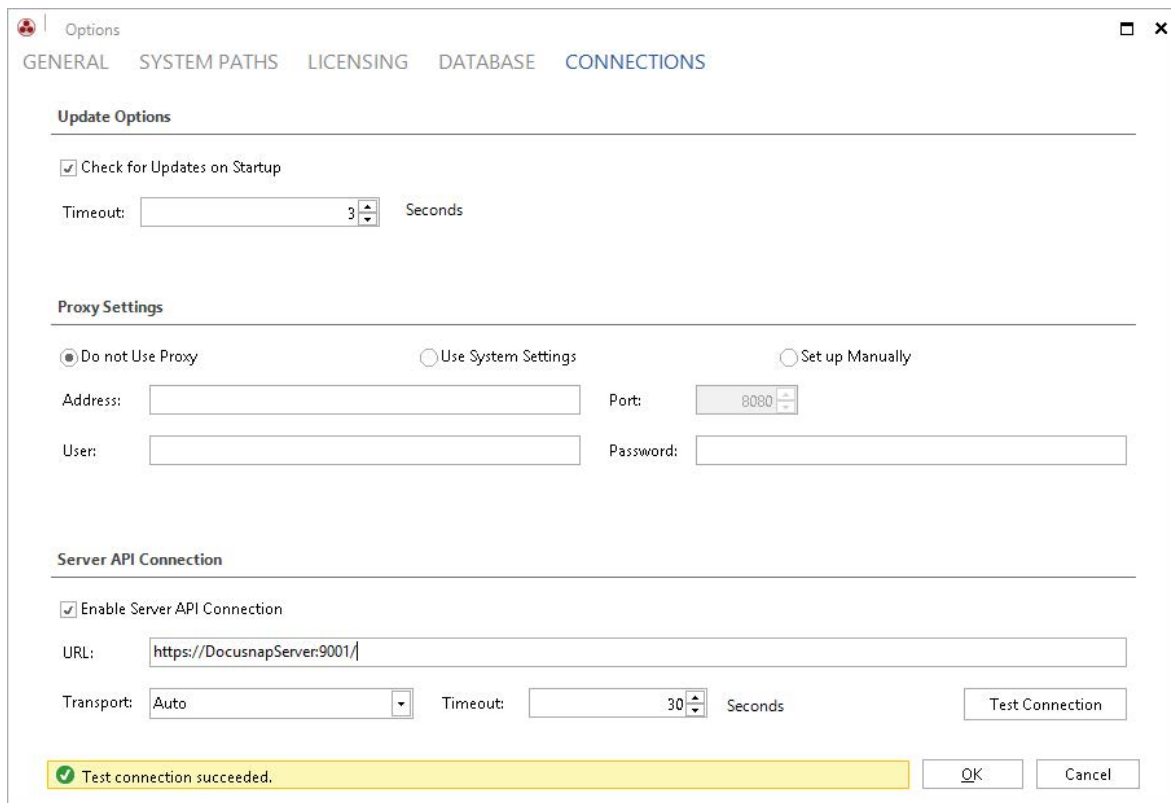 Options
GENERAL SYSTEM PATHS LICENSING DATABASE CONNECTIONS
Update Options
Check for Updates on Startup
Timeout: 3 Seconds
Proxy Settings
Do not Use Proxy Use System Settings Set up Manually
Address: Port: 8080
User: Password:
Server API Connection
Enable Server API Connection
URL: https://DocusnapServer:9001/
Transport: Auto Timeout: 30 Seconds Test Connection
Test connection succeeded. OK Cancel